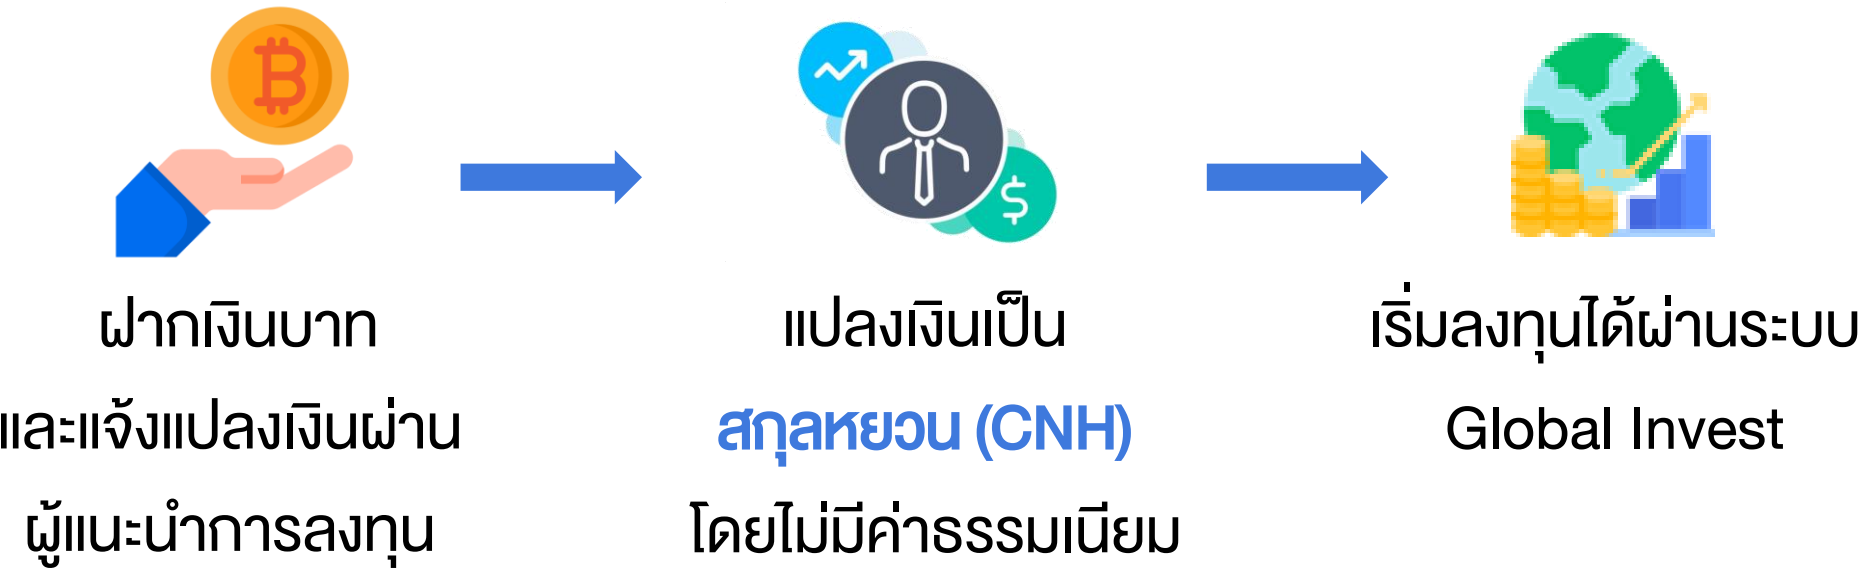 ฝากเงินบาท
และแจ้งแปลงเงินผ่าน
ผู้แนะนำการลงทุน
แปลงเงินเป็น
สกุลหยวน (CNH)
โดยไม่มีค่าธรรมเนียม
เริ่มลงทุนได้ผ่านระบบ
Global Invest